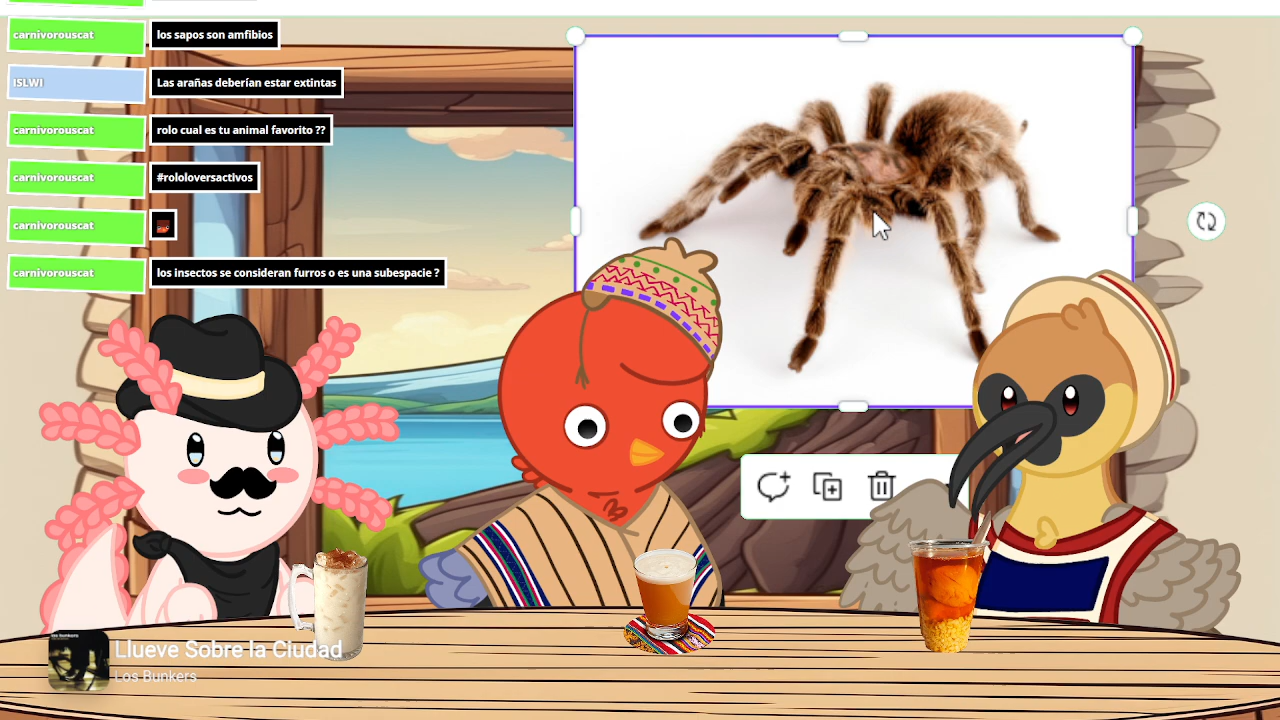 carnivorouscat
los sapos son amfibios
ISLWI
Las arañas deberían estar extintas
carnivorouscat
rolo cual es tu animal favorito ??
carnivorouscat
#rololoversactivos
carnivorouscat
carnivorouscat
los insectos se consideran furros o es una subespacie ?
Llueve Sobre la Ciudad
Los Bunkers